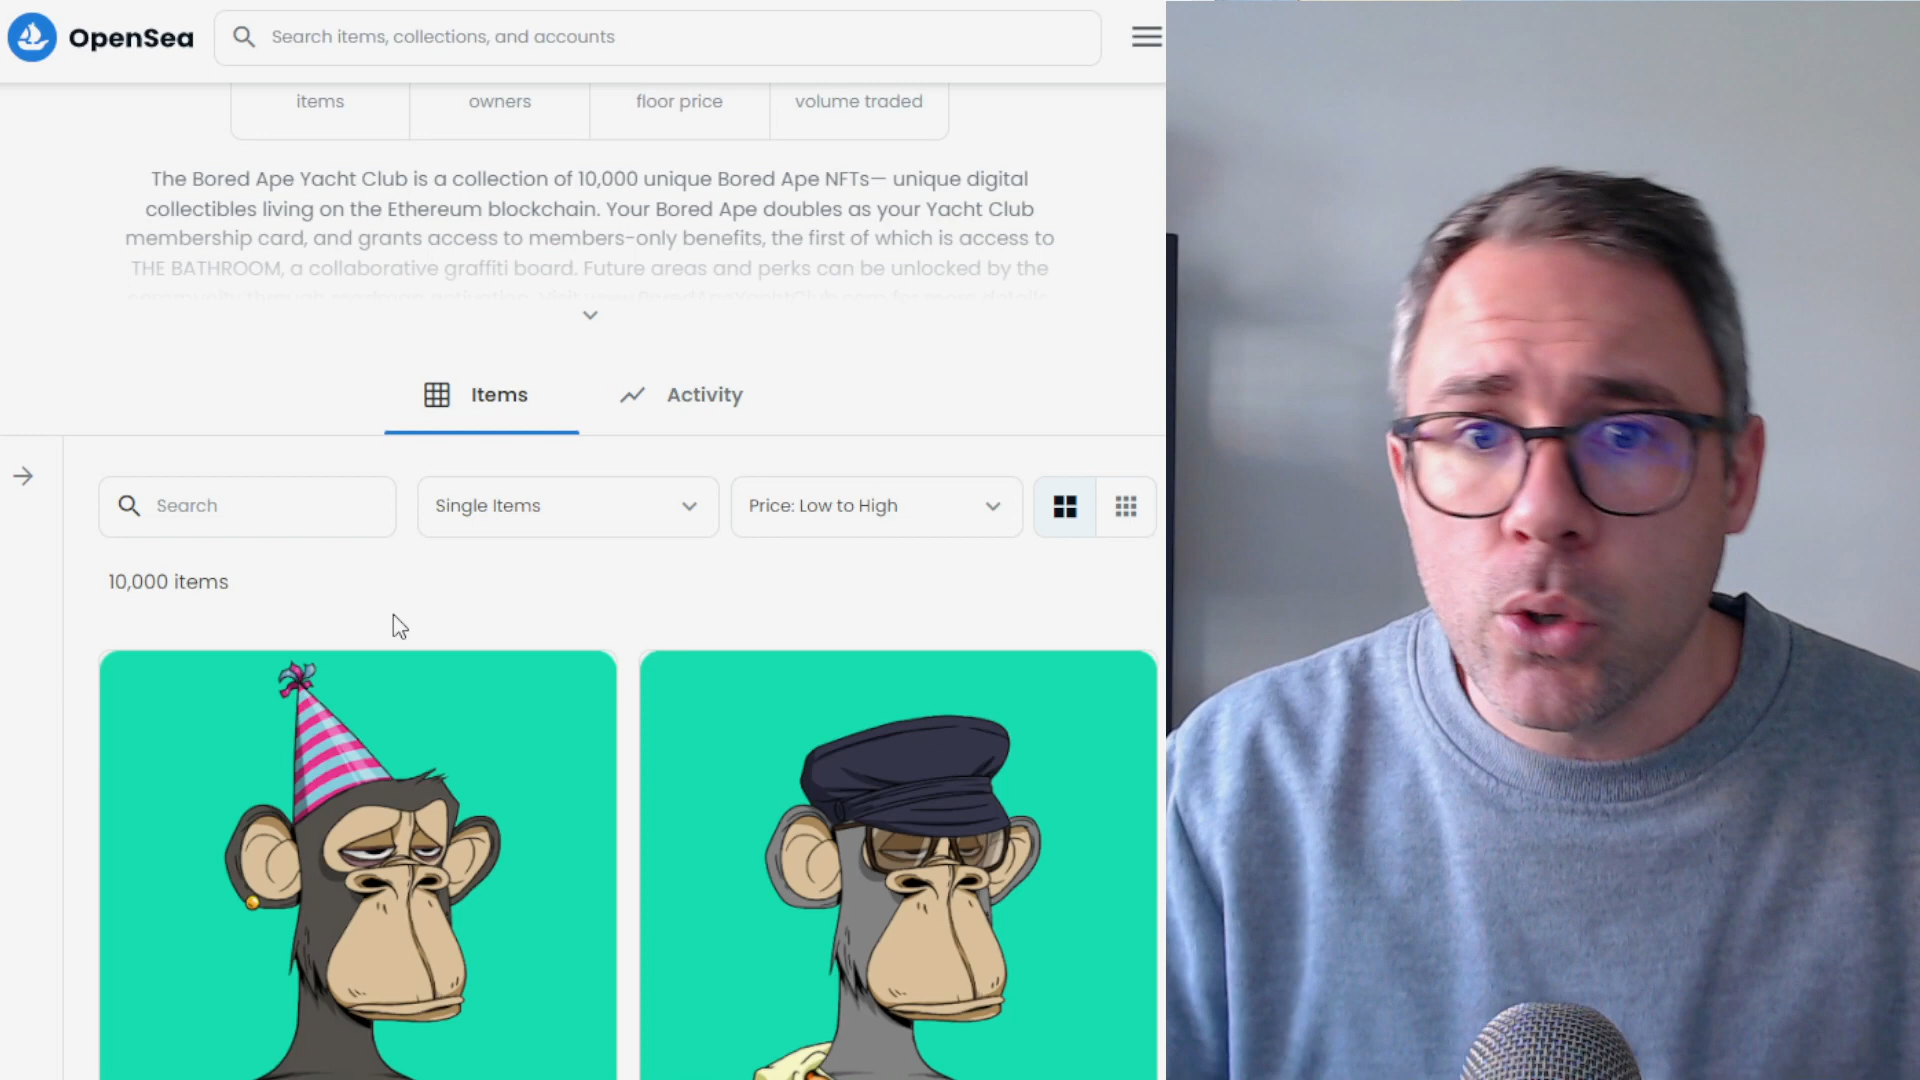 OpenSea
Search items, collections, and accounts
items owners floor price volume traded
The Bored Ape Yacht Club is a collection of 10,000 unique Bored Ape NFTs— unique digital
collectibles living on the Ethereum blockchain. Your Bored Ape doubles as your Yacht Club
membership card, and grants access to members-only benefits, the first of which is access to
THE BATHROOM, a collaborative graffiti board. Future areas and perks can be unlocked by the
Items Activity
Search Single Items Price: Low to High
10,000 items